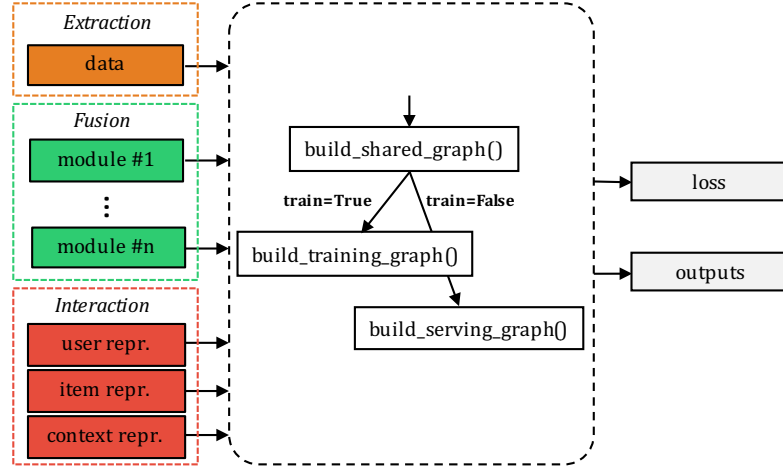 Extraction
data
Fusion
module #1
⋮
module #n
Interaction
user repr.
item repr.
context repr.
build_shared_graph()
train=True
train=False
build_training_graph()
build_serving_graph()
loss
outputs